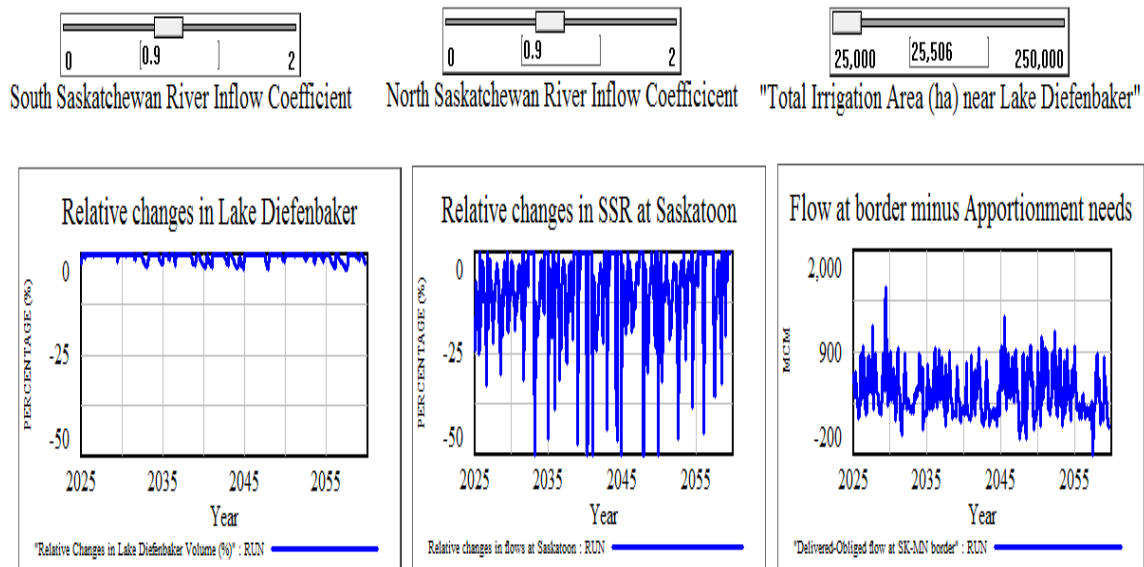 0 0.9 2
South Saskatchewan River Inflow Coefficient
0 0.9 2
North Saskatchewan River Inflow Coefficicent
25,000 25,506 250,000
"Total Irrigation Area (ha) near Lake Diefenbaker"
Relative changes in Lake Diefenbaker
PERCENTAGE (%)
0
-25
-50
2025 2035 2045 2055
Year
"Relative Changes in Lake Diefenbaker Volume (%)" : RUN
Relative changes in SSR at Saskatoon
PERCENTAGE (%)
0
-25
-50
2025 2035 2045 2055
Year
Relative changes in flows at Saskatoon : RUN
Flow at border minus Apportionment needs
MCM
2,000
900
-200
2025 2035 2045 2055
Year
"Delivered-Obliged flow at SK-MN border" : RUN